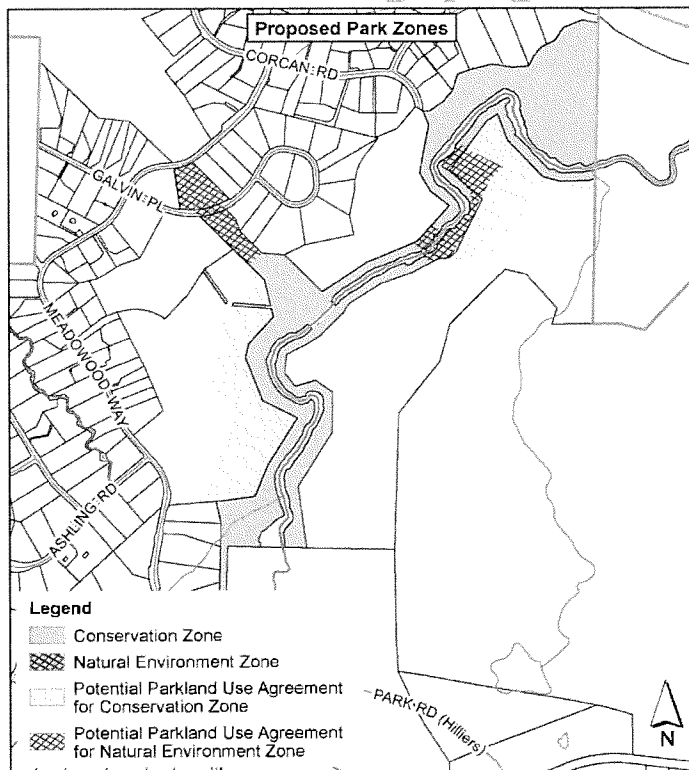 Proposed Park Zones
CORCAN RD
GALVIN PL
MEADOWOOD WAY
ASHLING RD
Legend
Conservation Zone
Natural Environment Zone
Potential Parkland Use Agreement
for Conservation Zone
Potential Parkland Use Agreement
for Natural Environment Zone
PARK RD (Hilliers)
N